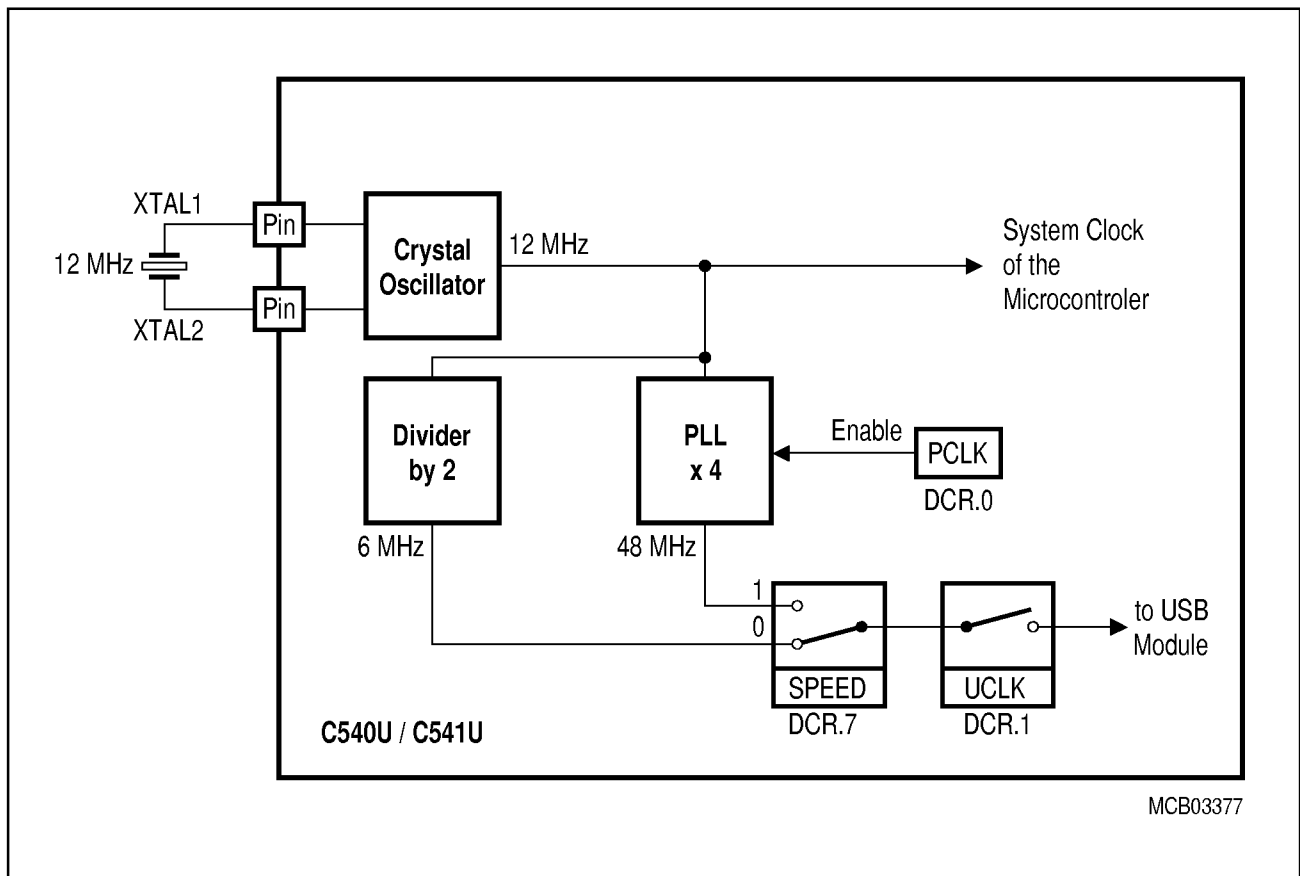 XTAL1
Pin
12 MHz
Pin
XTAL2
Crystal
Oscillator
12 MHz
System Clock
of the
Microcontroler
Divider
by 2
PLL
x 4
Enable
PCLK
DCR.0
6 MHz
48 MHz
1
0
SPEED
DCR.7
UCLK
DCR.1
to USB
Module
C540U / C541U
MCB03377